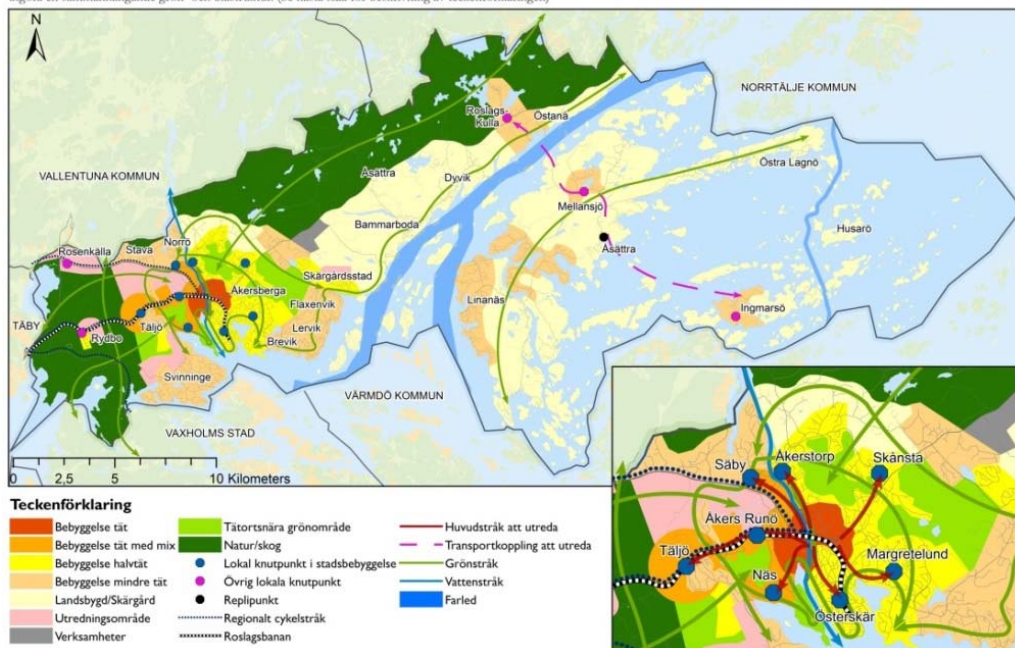 N
NORRTÄLJE KOMMUN
Roslags-
Kulla
Östanå
VALLENTUNA KOMMUN
Åsättra
Dyvik
Östra Lagnö
Mellansjö
Bammarboda
Husarö
Åsättra
Norrö
Stava
Rosenkälla
Skärgårdsstad
Åkersberga
Flaxenvik
Linanäs
Ingmarsö
TÄBY
Täljö
Lervik
Rydbo
Brevik
Svinninge
VÄRMDÖ KOMMUN
VAXHOLMS STAD
2,5 5 10 Kilometers
Säby
Åkerstorp
Skånsta
Åkers Runö
Täljö
Margretelund
Näs
Österskär
Teckenförklaring
Bebyggelse tät
Bebyggelse tät med mix
Bebyggelse halvtät
Bebyggelse mindre tät
Landsbygd/Skärgård
Utredningsområde
Verksamheter
Tätortsnära grönområde
Natur/skog
Lokal knutpunkt i stadsbebyggelse
Övrig lokala knutpunkt
Replipunkt
Regionalt cykelstråk
Roslagsbanan
Huvudstråk att utreda
Transportkoppling att utreda
Grönstråk
Vattenstråk
Farled